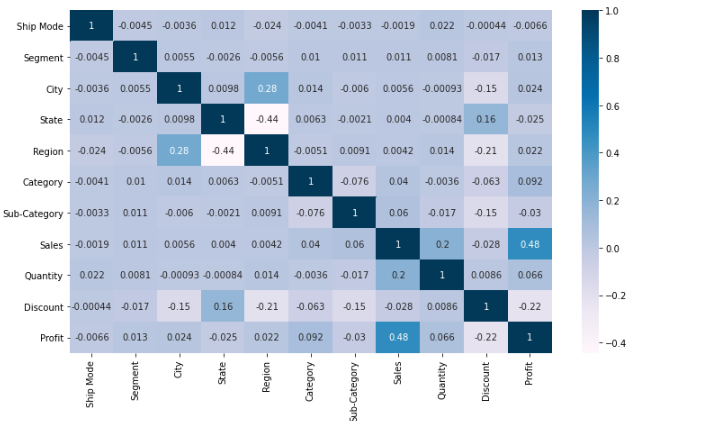 Ship Mode 1 -0.0045 -0.0036 0.012 -0.024 -0.0041 -0.0033 -0.0019 0.022 -0.00044 -0.0066
Segment -0.0045 1 0.0055 -0.0026 -0.0056 0.01 0.011 0.011 0.0081 -0.017 0.013
City -0.0036 0.0055 1 0.0098 0.28 0.014 -0.006 0.0056 -0.00093 -0.15 0.024
State 0.012 -0.0026 0.0098 1 -0.44 0.0063 -0.0021 0.004 -0.00084 0.16 -0.025
Region -0.024 -0.0056 0.28 -0.44 1 -0.0051 0.0091 0.0042 0.014 -0.21 0.022
Category -0.0041 0.01 0.014 0.0063 -0.0051 1 -0.076 0.04 -0.0036 -0.063 0.092
Sub-Category -0.0033 0.011 -0.006 -0.0021 0.0091 -0.076 1 0.06 -0.017 -0.15 -0.03
Sales -0.0019 0.011 0.0056 0.004 0.0042 0.04 0.06 1 0.2 -0.028 0.48
Quantity 0.022 0.0081 -0.00093 -0.00084 0.014 -0.0036 -0.017 0.2 1 0.0086 0.066
Discount -0.00044 -0.017 -0.15 0.16 -0.21 -0.063 -0.15 -0.028 0.0086 1 -0.22
Profit -0.0066 0.013 0.024 -0.025 0.022 0.092 -0.03 0.48 0.066 -0.22 1
Ship Mode
Segment
City
State
Region
Category
Sub-Category
Sales
Quantity
Discount
Profit
1.0
0.8
0.6
0.4
0.2
0.0
−0.2
−0.4